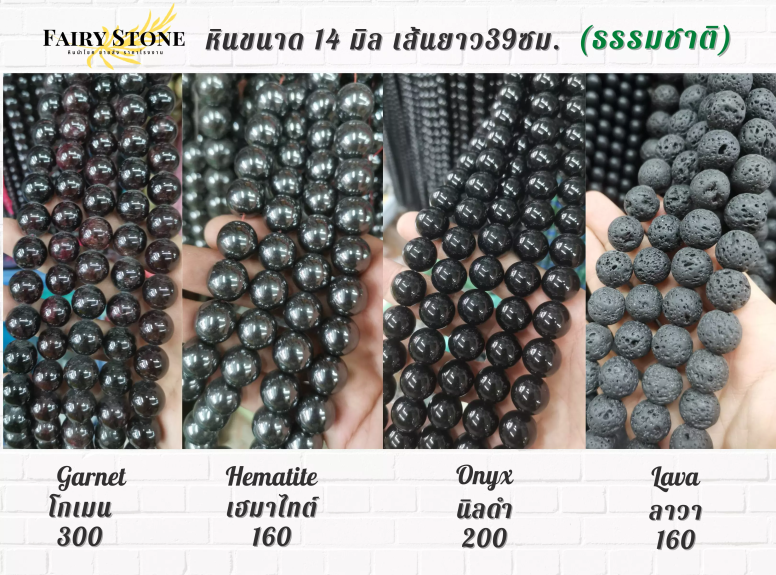 FAIRY STONE
หินนำโชค ขายส่ง ราคาโรงงาน
หินขนาด 14 มิล เส้นยาว39ซม. (ธรรมชาติ)
Garnet
โกเมน
300
Hematite
เฮมาไทต์
160
Onyx
นิลดำ
200
Lava
ลาวา
160